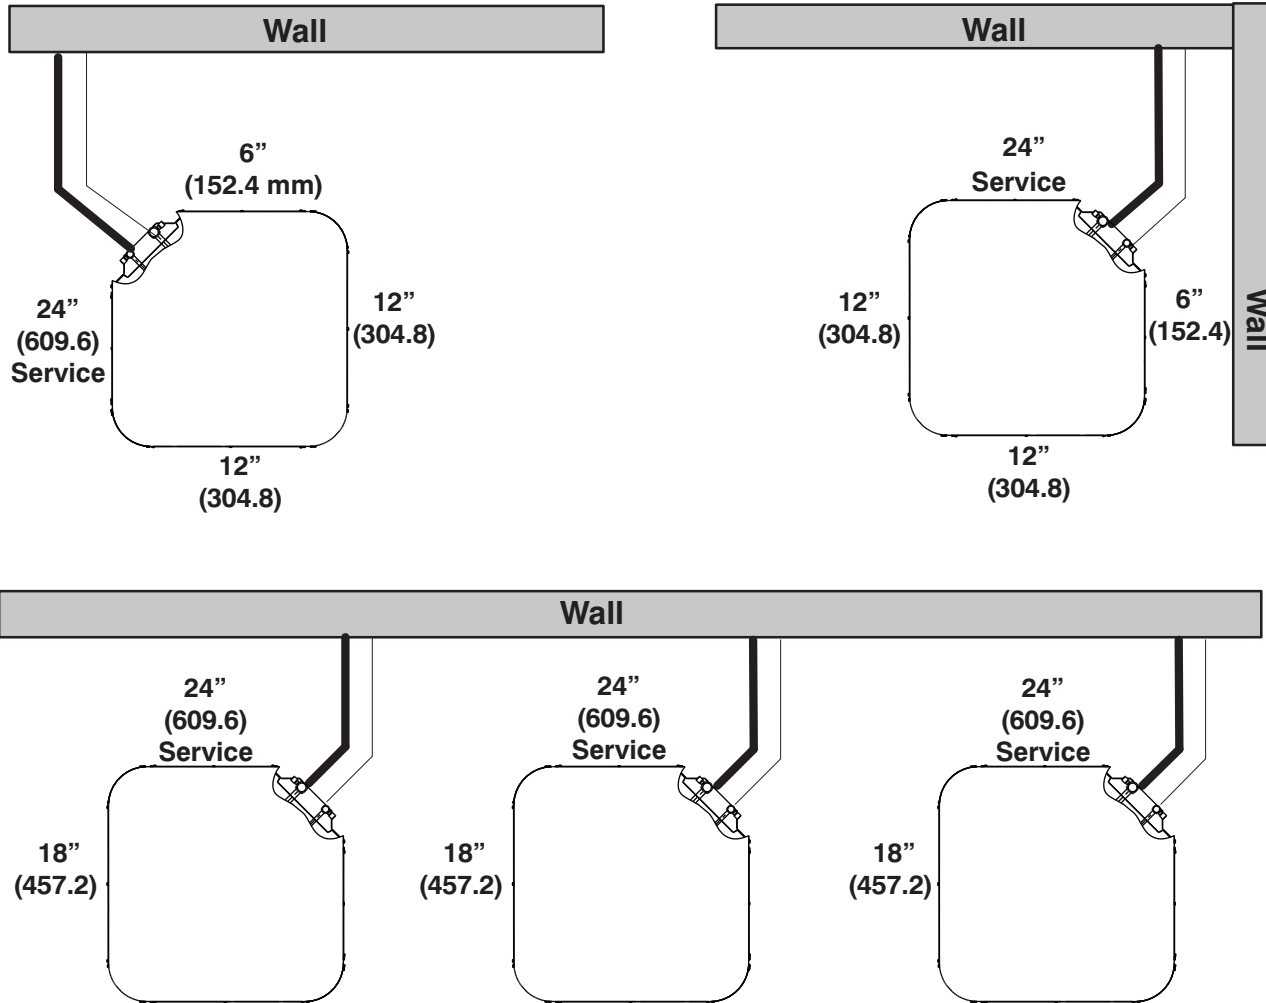 Wall
6”
(152.4 mm)
24”
(609.6)
Service
12”
(304.8)
12”
(304.8)
Wall
24”
Service
12”
(304.8)
6”
(152.4)
Wall
12”
(304.8)
Wall
24”
(609.6)
Service
18”
(457.2)
24”
(609.6)
Service
18”
(457.2)
24”
(609.6)
Service
18”
(457.2)